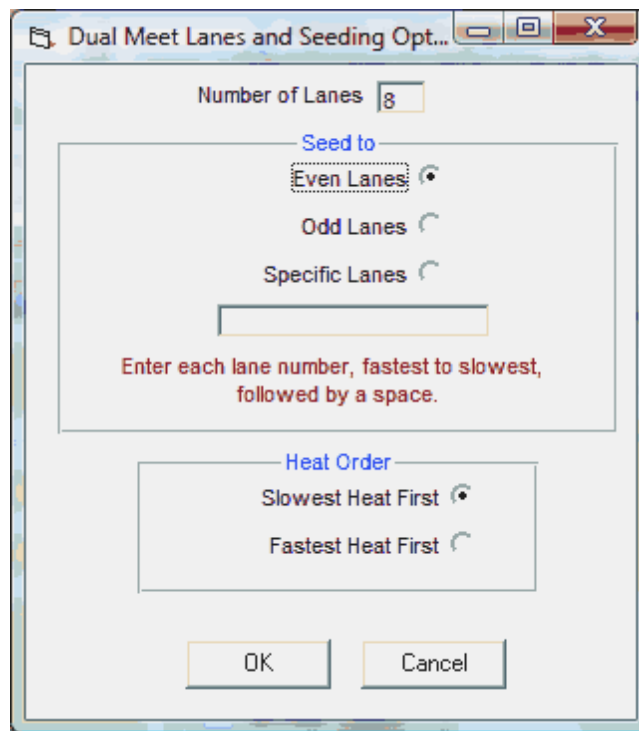 Dual Meet Lanes and Seeding Opt...
Number of Lanes 8
Seed to
Even Lanes
Odd Lanes
Specific Lanes
Enter each lane number, fastest to slowest,
followed by a space.
Heat Order
Slowest Heat First
Fastest Heat First
OK Cancel